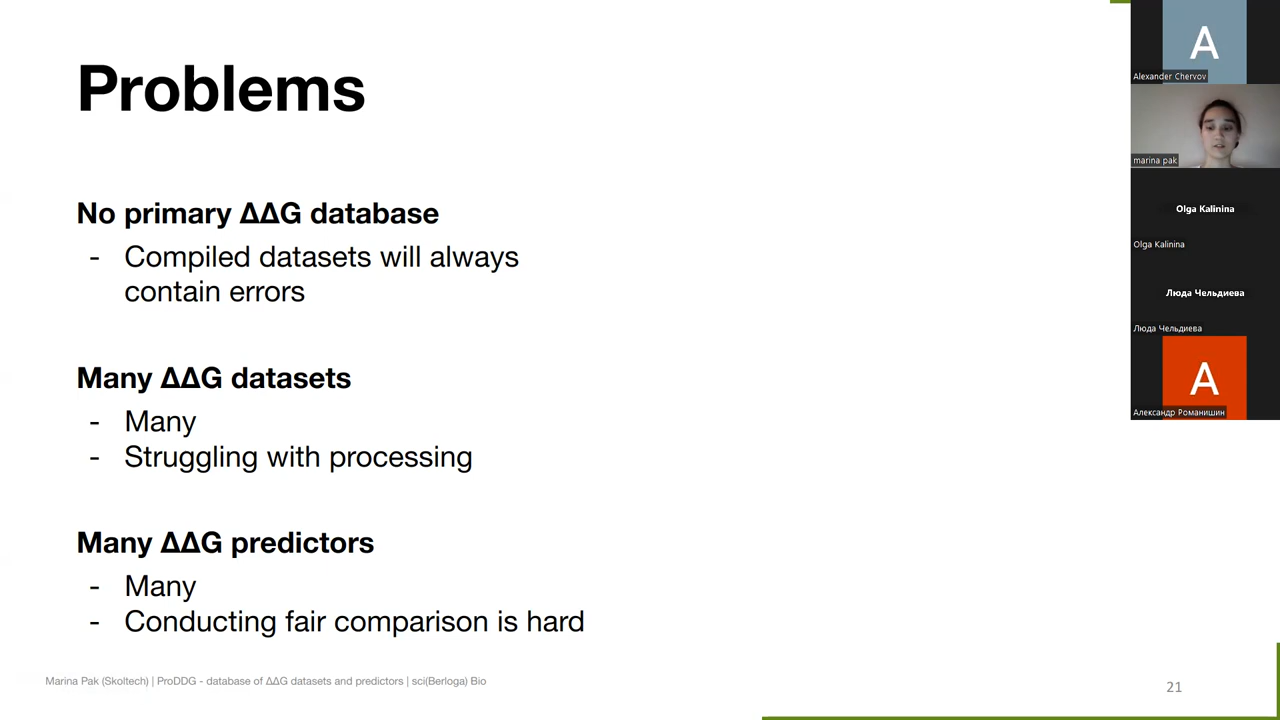 Problems
No primary ΔΔG database
- Compiled datasets will always
contain errors
Many ΔΔG datasets
- Many
- Struggling with processing
Many ΔΔG predictors
- Many
- Conducting fair comparison is hard
Marina Pak (Skoltech) | ProDDG - database of ΔΔG datasets and predictors | sci(Berloga) Bio
21
A
Alexander Chervov
marina pak
Olga Kalinina
Olga Kalinina
Люда Чельдиева
Люда Чельдиева
А
Александр Романишин